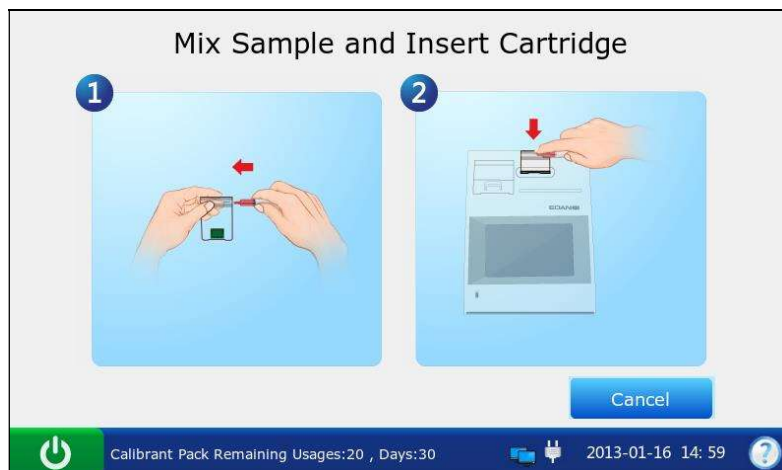 Mix Sample and Insert Cartridge
1
2
EDAN
Cancel
Calibrant Pack Remaining Usages:20 , Days:30
2013-01-16 14: 59
?